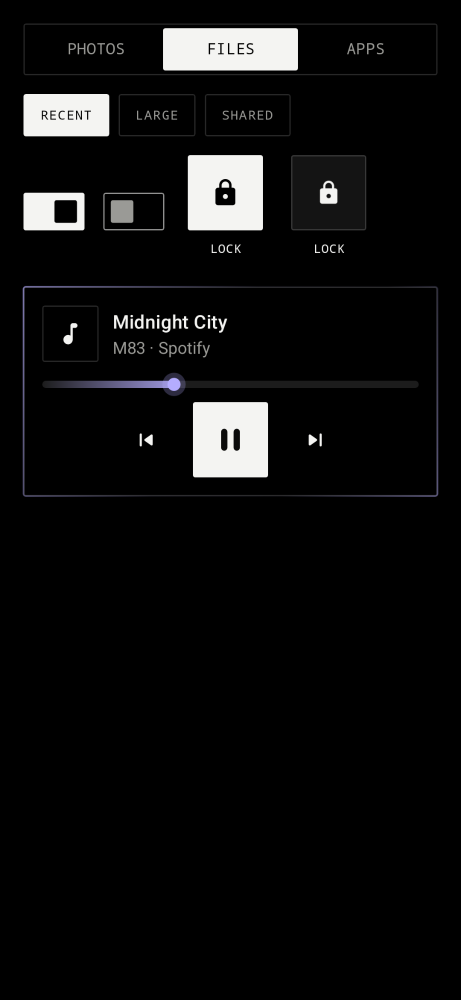 PHOTOS FILES APPS
RECENT LARGE SHARED
LOCK LOCK
Midnight City
M83 · Spotify